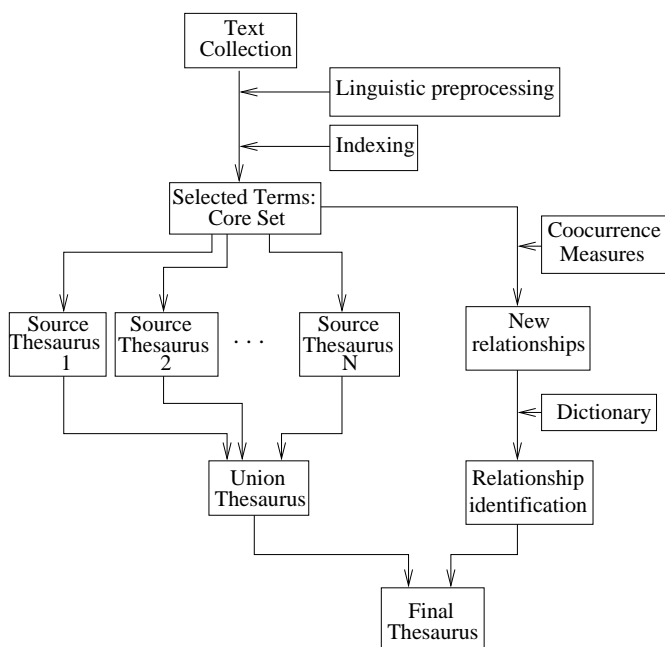 Text
Collection
Linguistic preprocessing
Indexing
Selected Terms:
Core Set
Coocurrence
Measures
Source
Thesaurus
1
Source
Thesaurus
2
. . .
Source
Thesaurus
N
New
relationships
Dictionary
Union
Thesaurus
Relationship
identification
Final
Thesaurus